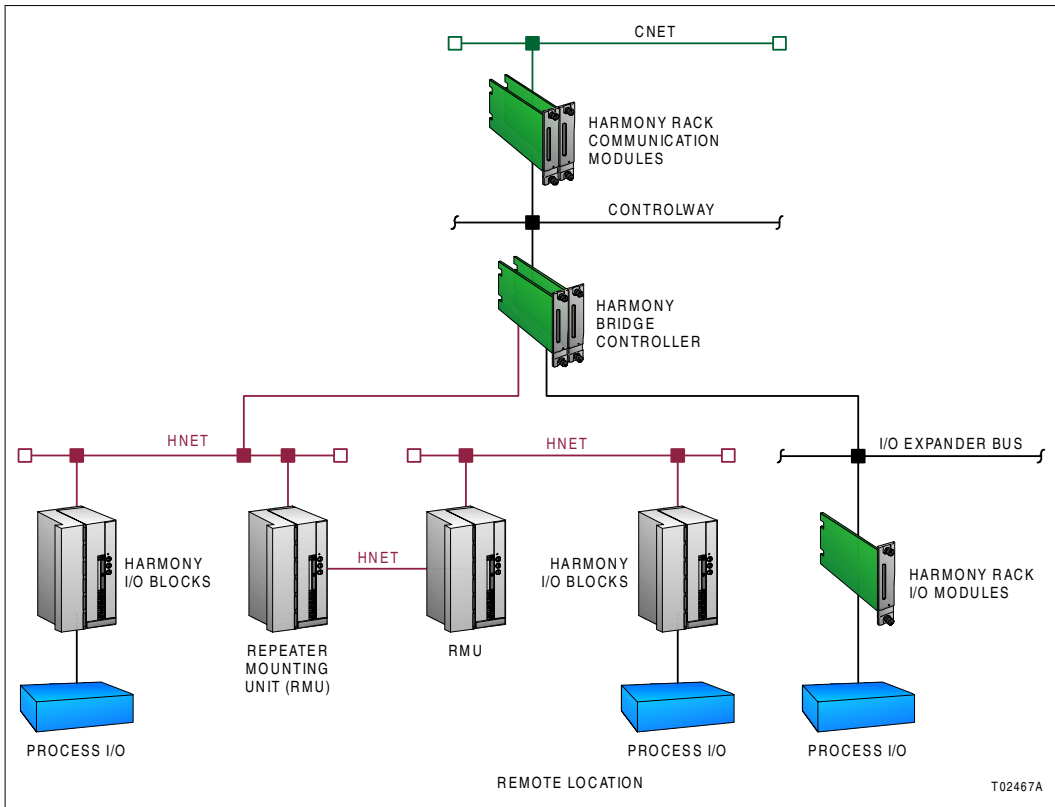 CNET
HARMONY RACK
COMMUNICATION
MODULES
CONTROLWAY
HARMONY
BRIDGE
CONTROLLER
HNET
HNET
I/O EXPANDER BUS
HARMONY
I/O BLOCKS
HNET
HARMONY
I/O BLOCKS
HARMONY RACK
I/O MODULES
REPEATER
MOUNTING
UNIT (RMU)
RMU
PROCESS I/O
PROCESS I/O
PROCESS I/O
REMOTE LOCATION
T02467A